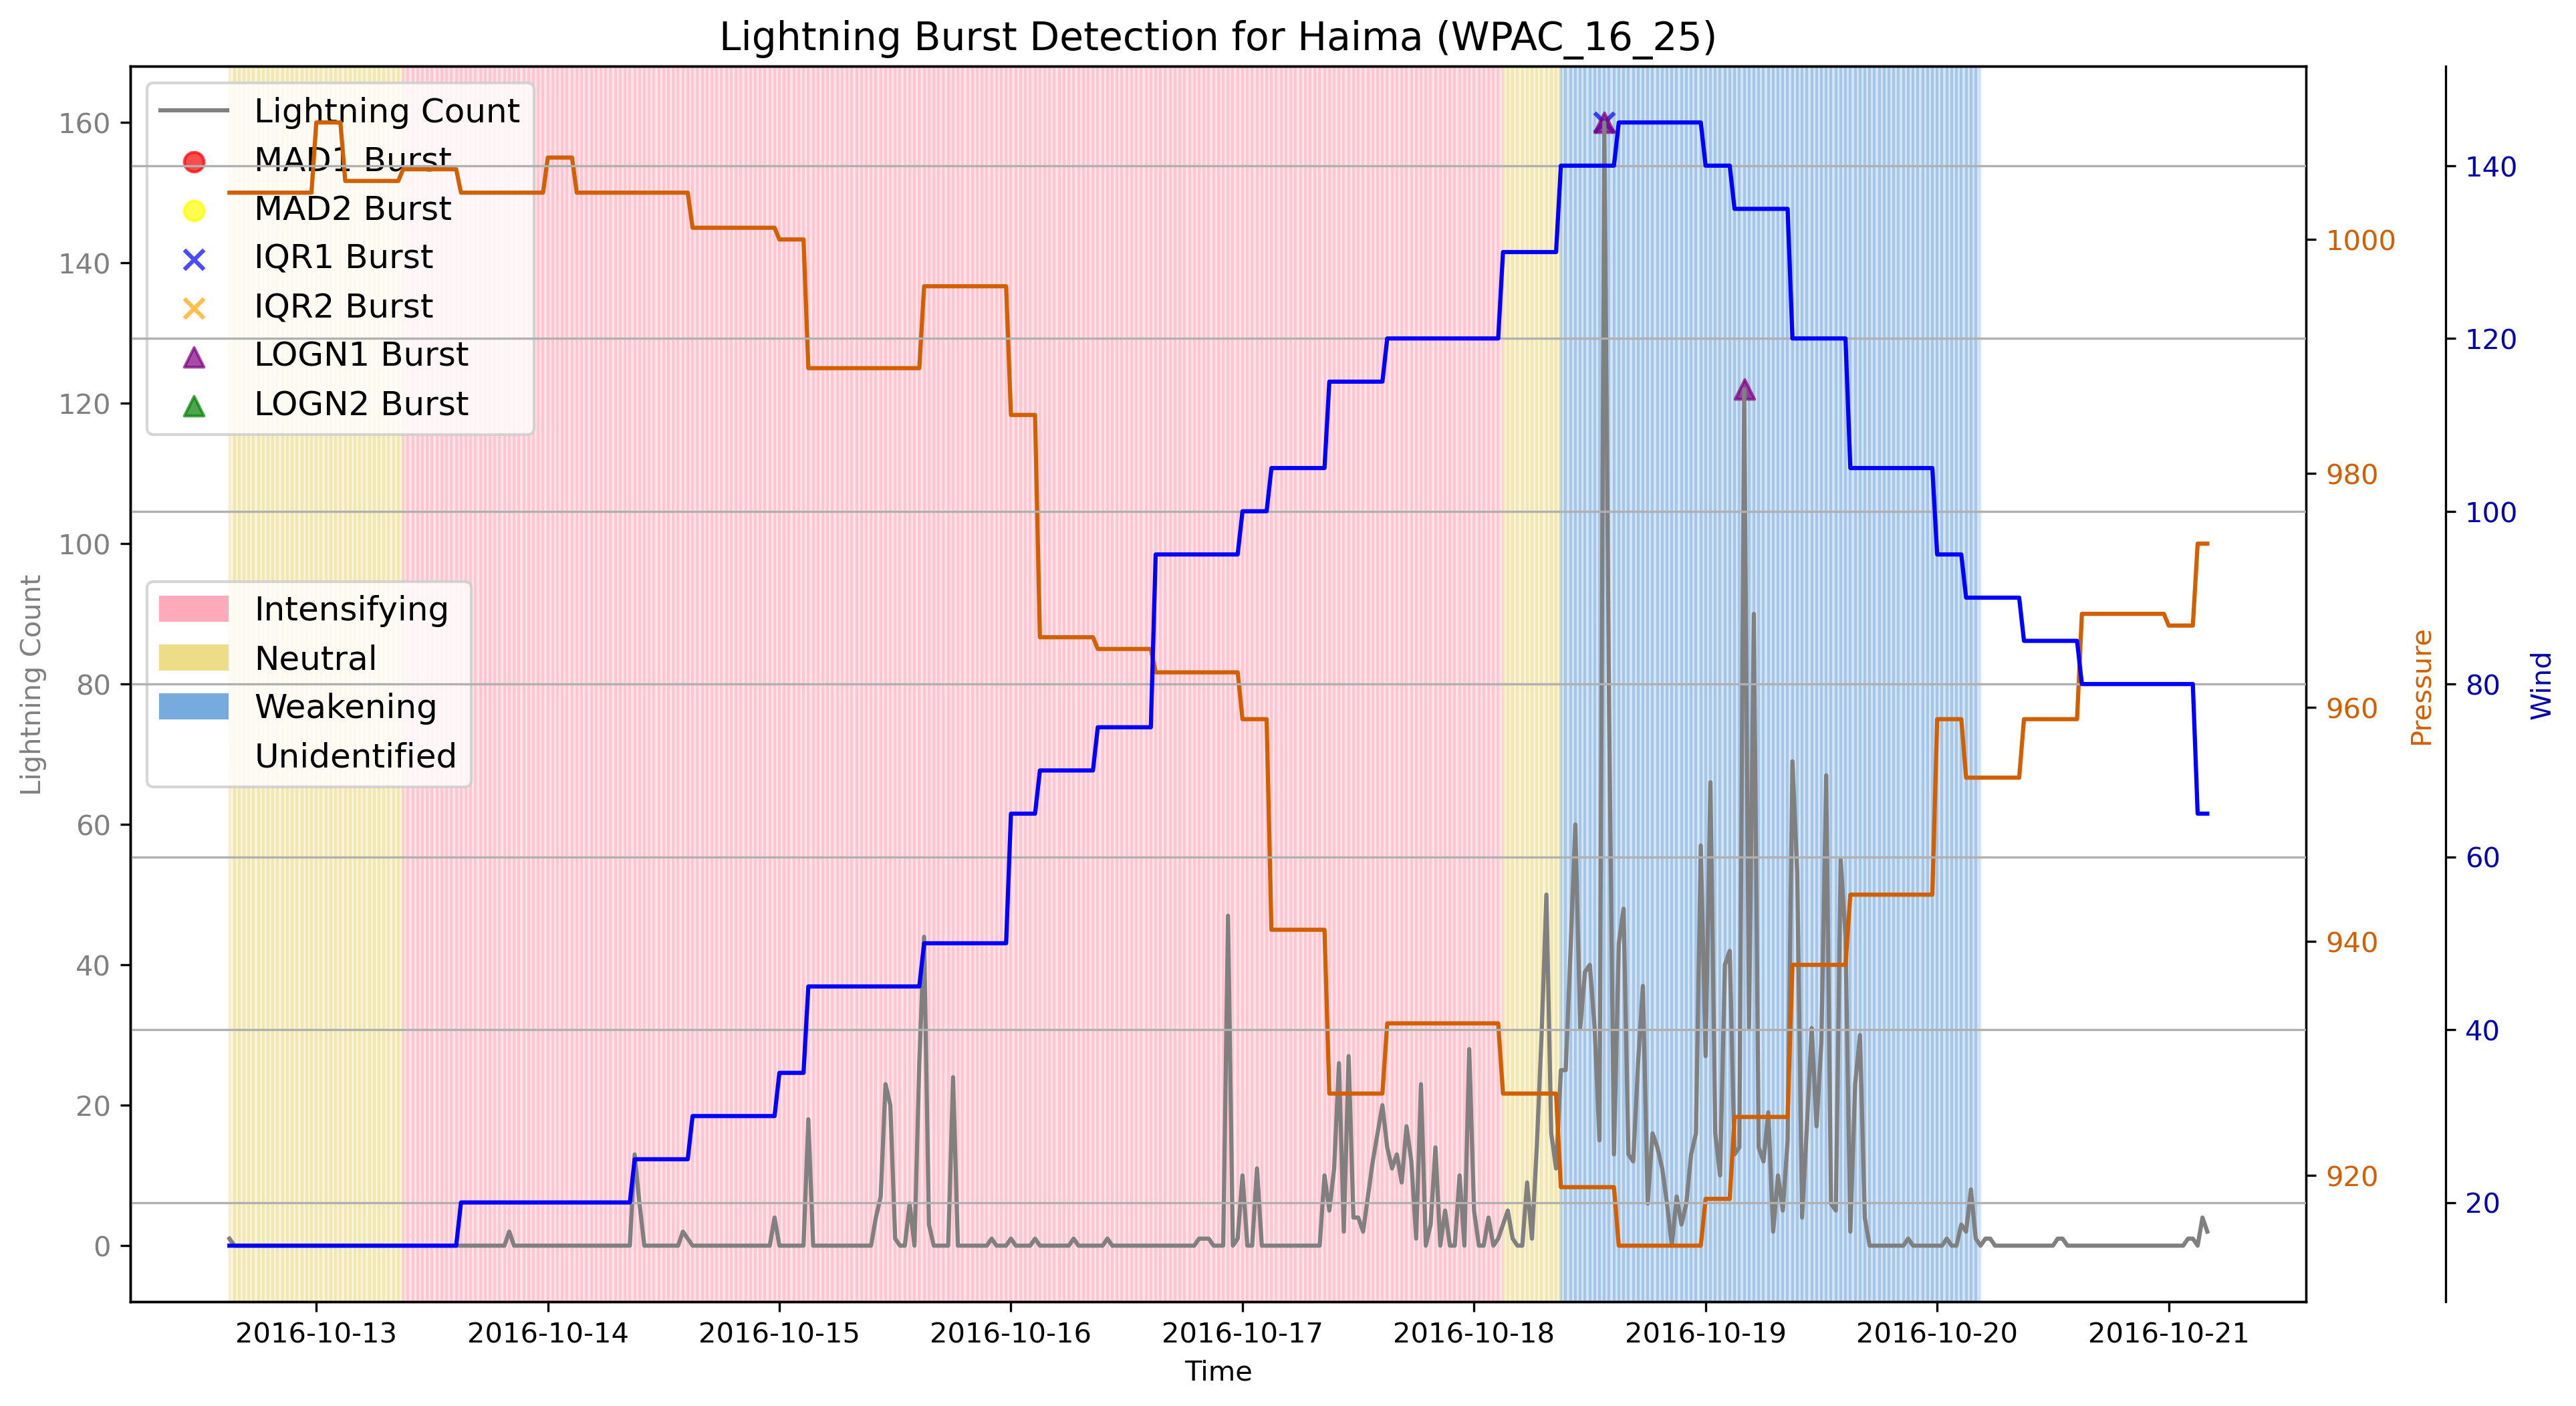 Lightning Burst Detection for Haima (WPAC_16_25)
Lightning Count
MAD1 Burst
MAD2 Burst
IQR1 Burst
IQR2 Burst
LOGN1 Burst
LOGN2 Burst
Intensifying
Neutral
Weakening
Unidentified
Lightning Count
160
140
120
100
80
60
40
20
0
1000
980
960
940
920
Pressure
140
120
100
80
60
40
20
Wind
2016-10-13 2016-10-14 2016-10-15 2016-10-16 2016-10-17 2016-10-18 2016-10-19 2016-10-20 2016-10-21
Time